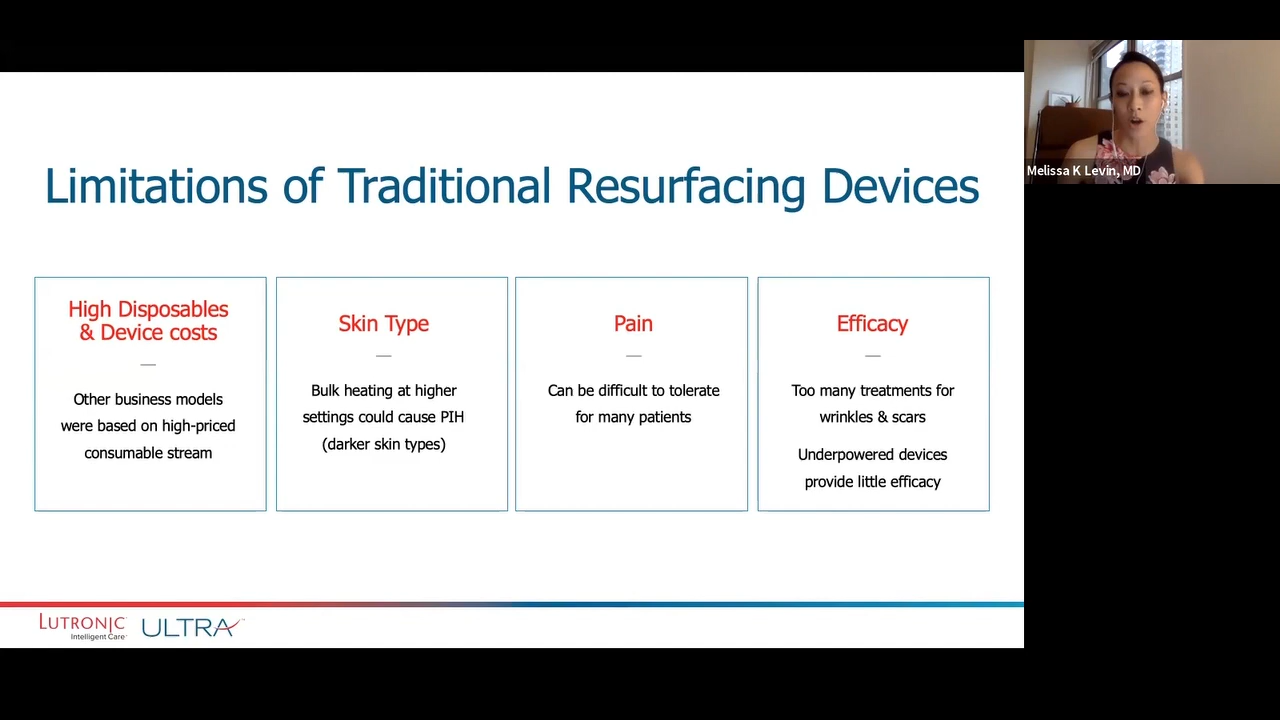 Limitations of Traditional Resurfacing Devices
High Disposables
& Device costs
Other business models
were based on high-priced
consumable stream
Skin Type
Bulk heating at higher
settings could cause PIH
(darker skin types)
Pain
Can be difficult to tolerate
for many patients
Efficacy
Too many treatments for
wrinkles & scars
Underpowered devices
provide little efficacy
LUTRONIC
Intelligent Care
ULTRA
Melissa K Levin, MD